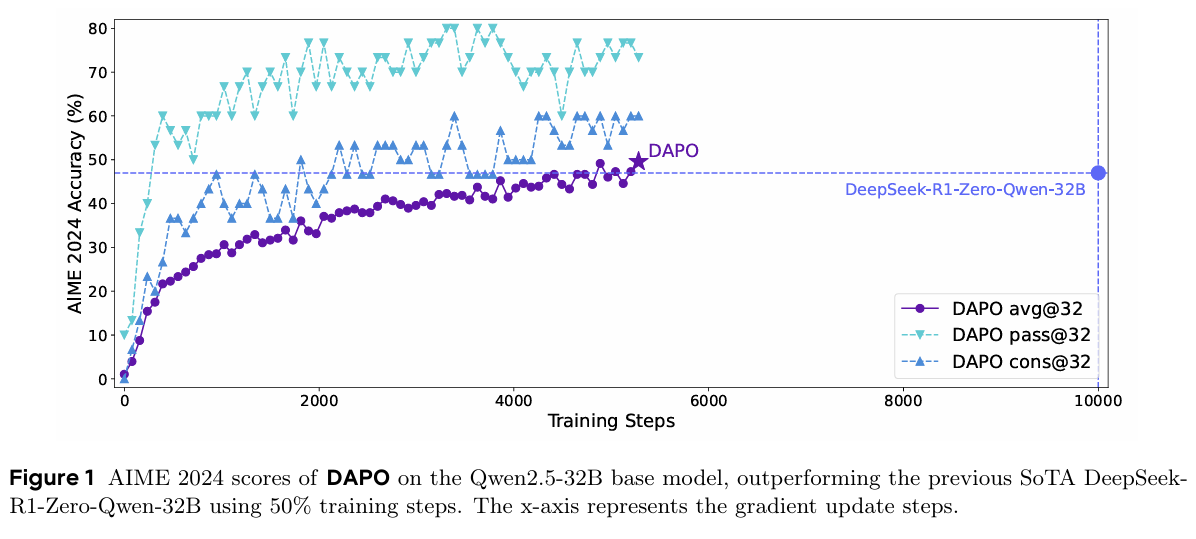 80
70
60
50
40
30
20
10
0
AIME 2024 Accuracy (%)
DAPO
DeepSeek-R1-Zero-Qwen-32B
DAPO avg@32
DAPO pass@32
DAPO cons@32
0 2000 4000 6000 8000 10000
Training Steps
Figure 1 AIME 2024 scores of DAPO on the Qwen2.5-32B base model, outperforming the previous SoTA DeepSeek-
R1-Zero-Qwen-32B using 50% training steps. The x-axis represents the gradient update steps.